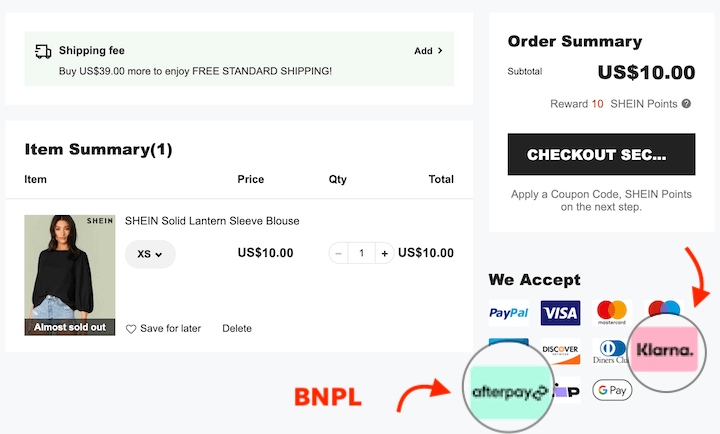 Shipping fee
Add >
Buy US$39.00 more to enjoy FREE STANDARD SHIPPING!
Item Summary(1)
Item Price Qty Total
SHEIN
SHEIN Solid Lantern Sleeve Blouse
XS
US$10.00
− 1 +
US$10.00
Almost sold out
Save for later
Delete
Order Summary
Subtotal US$10.00
Reward 10 SHEIN Points ?
CHECKOUT SEC...
Apply a Coupon Code, SHEIN Points
on the next step.
We Accept
PayPal VISA mastercard
DISCOVER Diners Klarna.
BNPL
afterpay
G Pay